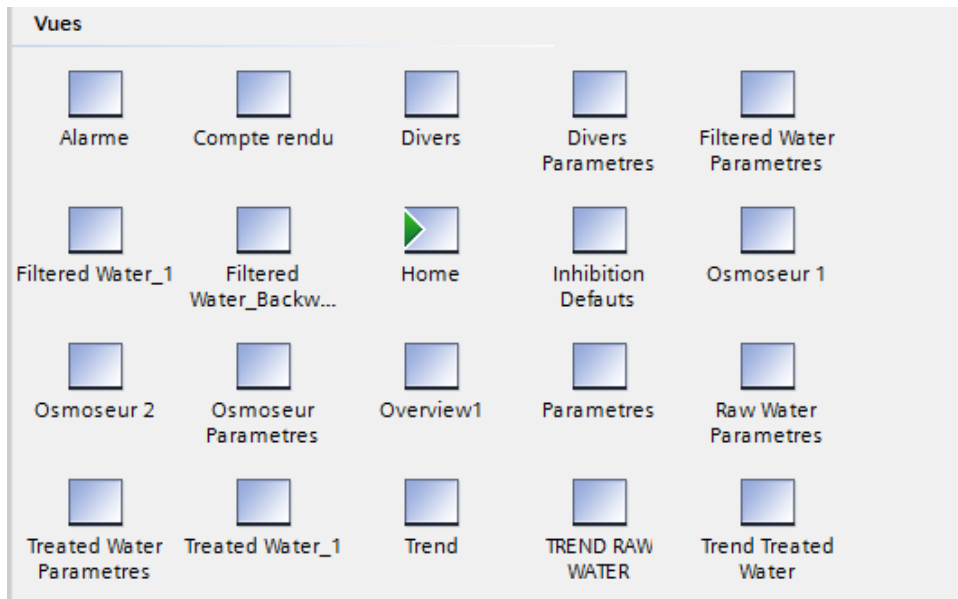 Vues
Alarme
Compte rendu
Divers
Divers
Parametres
Filtered Water
Parametres
Filtered Water_1
Filtered
Water_Backw...
Home
Inhibition
Defauts
Osmoseur 1
Osmoseur 2
Osmoseur
Parametres
Overview1
Parametres
Raw Water
Parametres
Treated Water
Parametres
Treated Water_1
Trend
TREND RAW
WATER
Trend Treated
Water